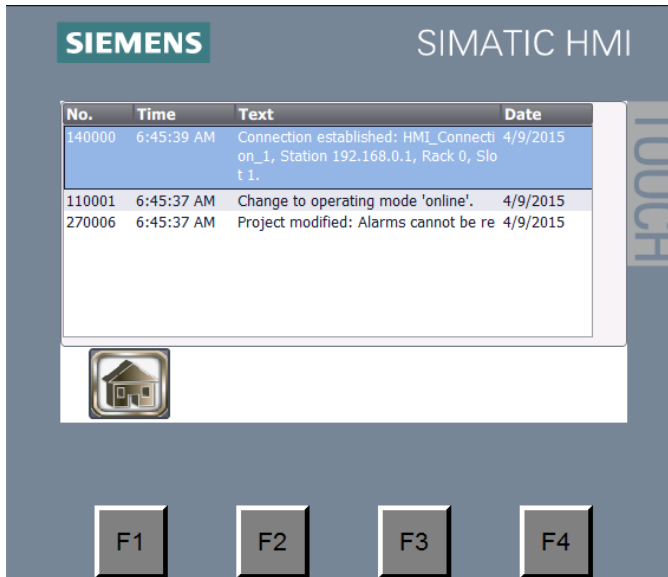 SIEMENS
SIMATIC HMI
TOUCH
No. Time Text Date
140000 6:45:39 AM Connection established: HMI_Connecti 4/9/2015
on_1, Station 192.168.0.1, Rack 0, Slo
t 1.
110001 6:45:37 AM Change to operating mode 'online'. 4/9/2015
270006 6:45:37 AM Project modified: Alarms cannot be re 4/9/2015
F1 F2 F3 F4